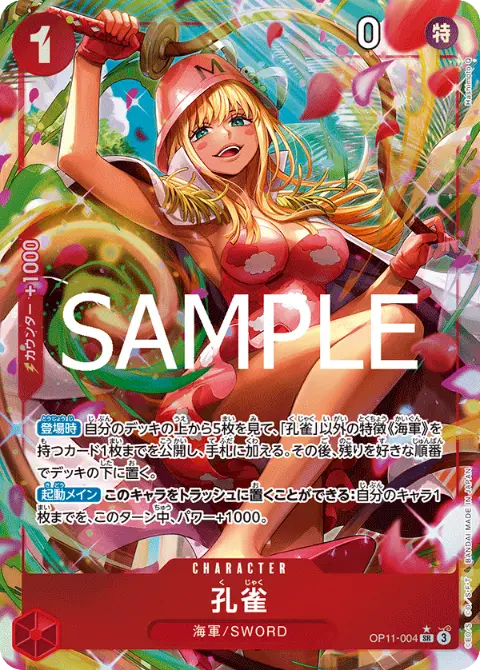 1
0
特
Hashimoto Q
M
カウンター +1000
SAMPLE
登場時 自分のデッキの上から5枚を見て、「孔雀」以外の特徴《海軍》を
持つカード1枚までを公開し、手札に加える。その後、残りを好きな順番
でデッキの下に置く。
起動メイン このキャラをトラッシュに置くことができる:自分のキャラ1
枚までを、このターン中、パワー+1000。
CHARACTER
く じゃく
孔雀
海軍/SWORD
OP11-004 SR 3
BANDAI MADE IN JAPAN